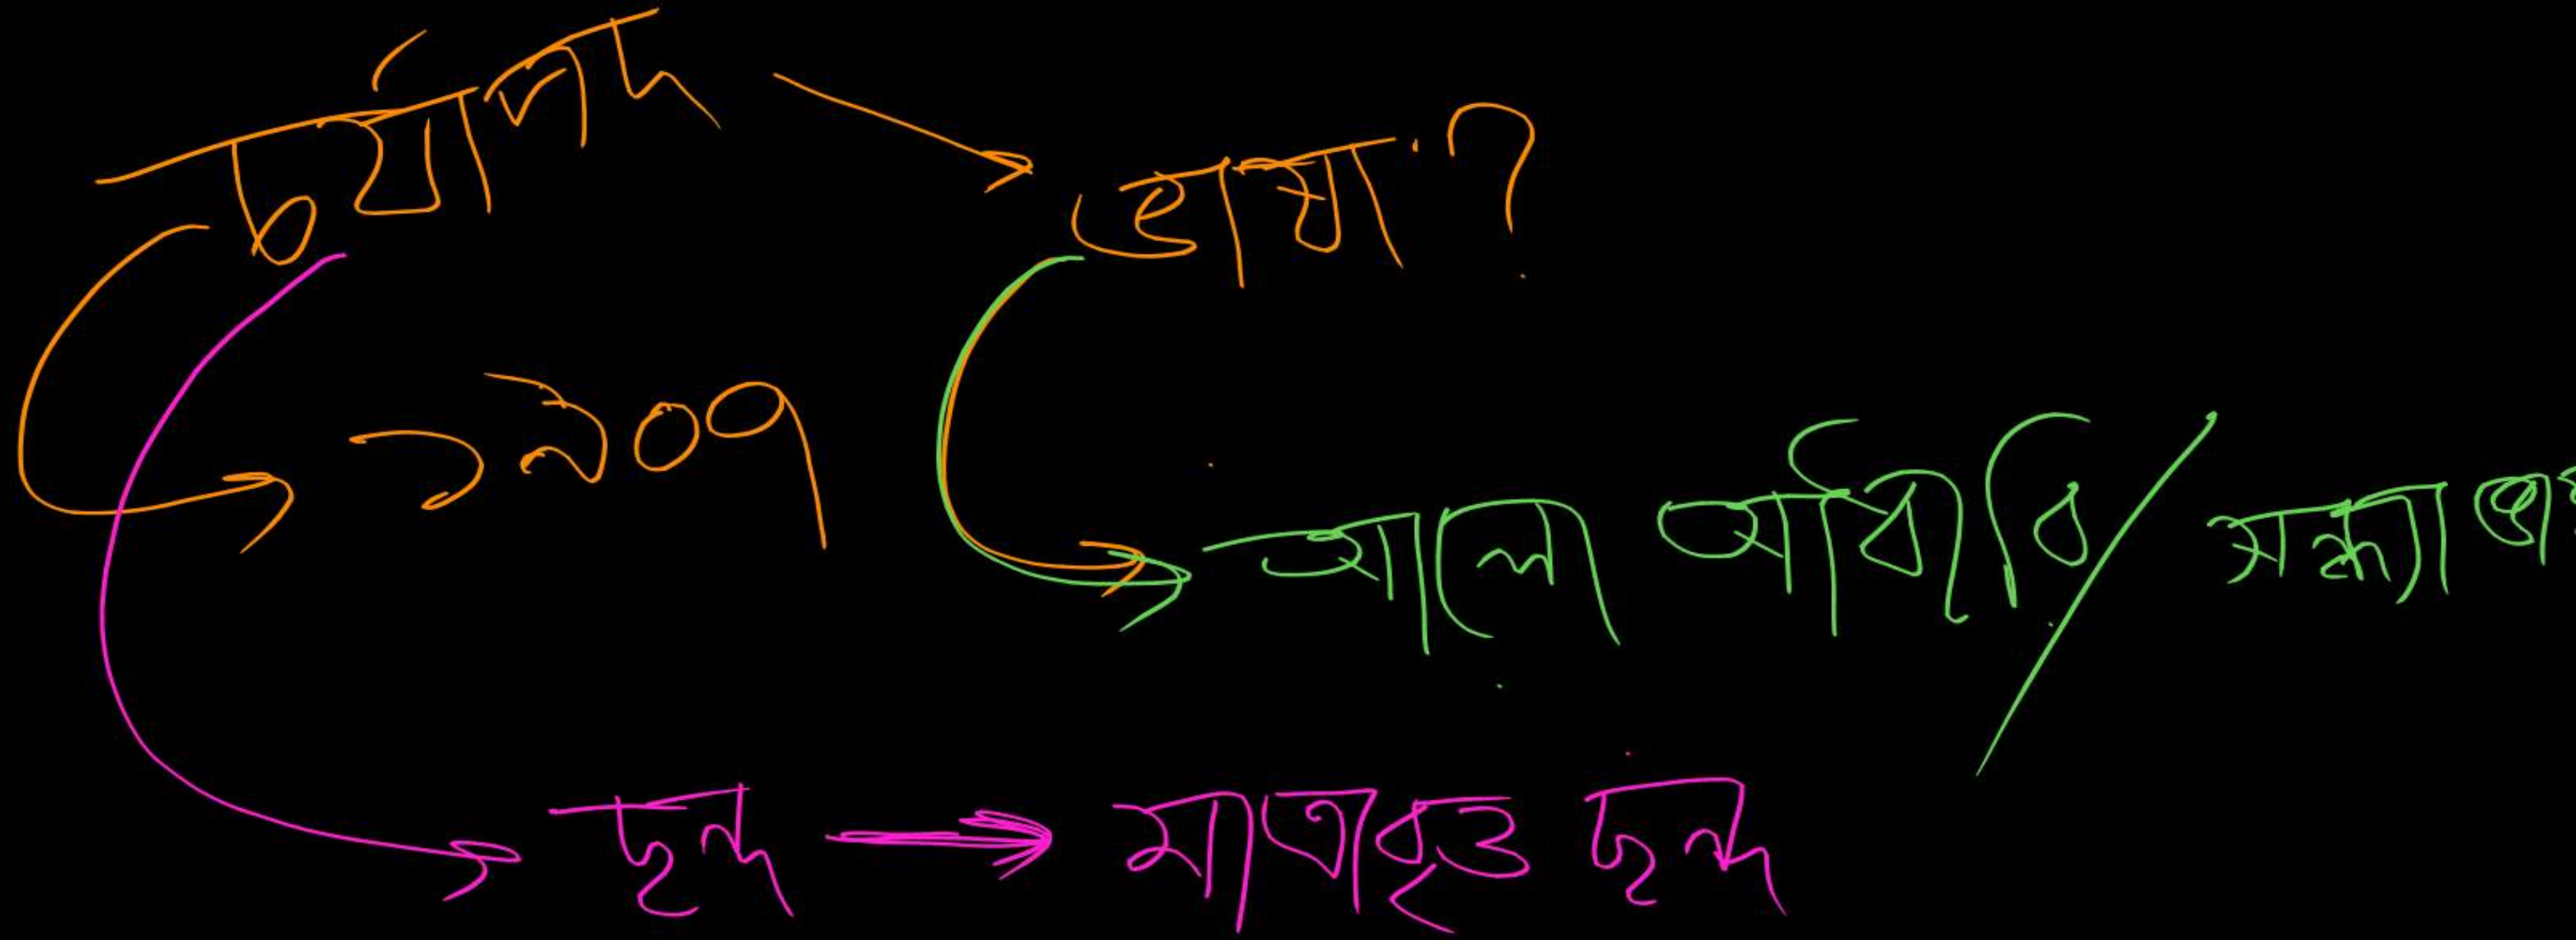 চর্যাপদ → ভাষা ?
১৯০৭
আলো আঁধারি / সন্ধ্যা
ছন্দ → মাত্রাবৃত্ত ছন্দ